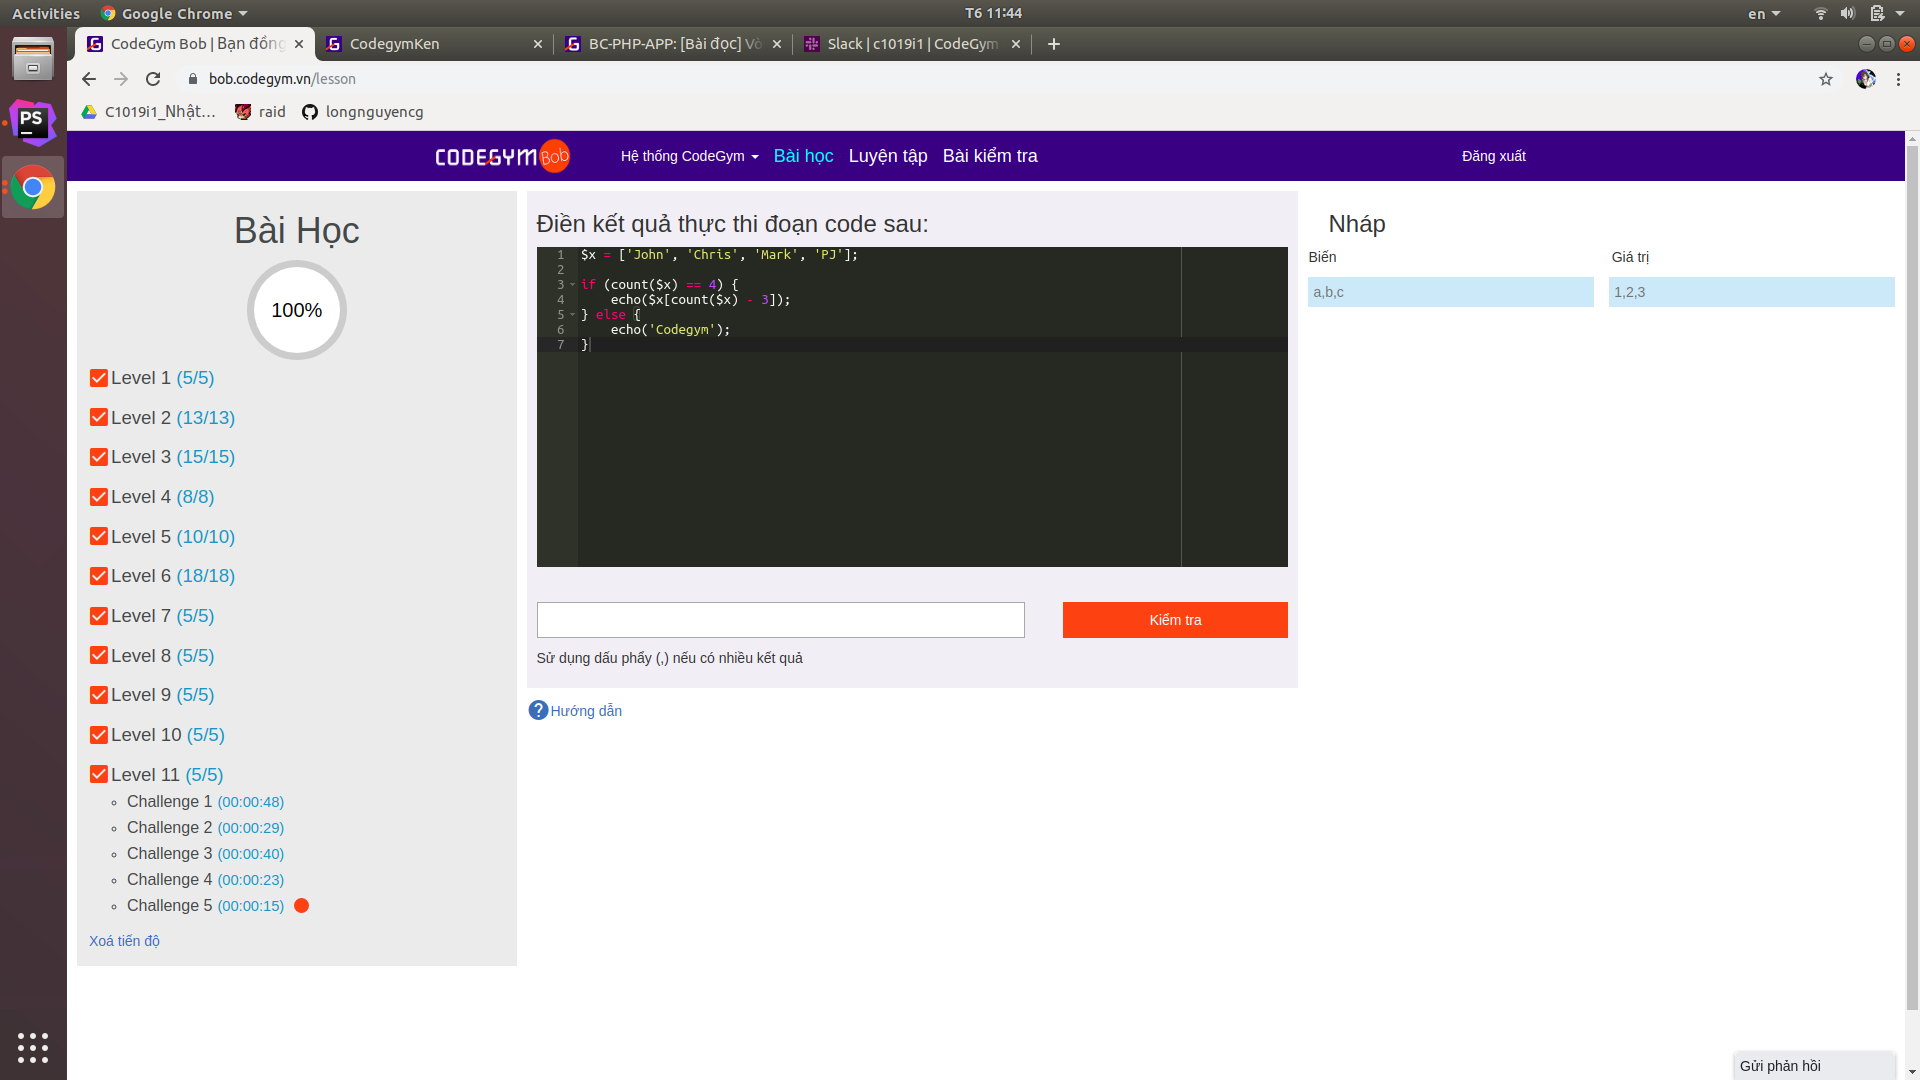 Activities
Google Chrome
T6 11:44
en
CodeGym Bob | Bạn đồng
CodegymKen
BC-PHP-APP: [Bài đọc] Vò
Slack | c1019i1 | CodeGym
bob.codegym.vn/lesson
C1019i1_Nhật...
raid
longnguyencg
PS
CODEGYM Bob
Hệ thống CodeGym
Bài học
Luyện tập
Bài kiểm tra
Đăng xuất
Bài Học
100%
Level 1 (5/5)
Level 2 (13/13)
Level 3 (15/15)
Level 4 (8/8)
Level 5 (10/10)
Level 6 (18/18)
Level 7 (5/5)
Level 8 (5/5)
Level 9 (5/5)
Level 10 (5/5)
Level 11 (5/5)
Challenge 1 (00:00:48)
Challenge 2 (00:00:29)
Challenge 3 (00:00:40)
Challenge 4 (00:00:23)
Challenge 5 (00:00:15)
Xoá tiến độ
Điền kết quả thực thi đoạn code sau:
1 $x = ['John', 'Chris', 'Mark', 'PJ'];
2
3 if (count($x) == 4) {
4     echo($x[count($x) - 3]);
5 } else {
6     echo('Codegym');
7 }
Kiểm tra
Sử dụng dấu phẩy (,) nếu có nhiều kết quả
Hướng dẫn
Nháp
Biến
Giá trị
a,b,c
1,2,3
Gửi phản hồi